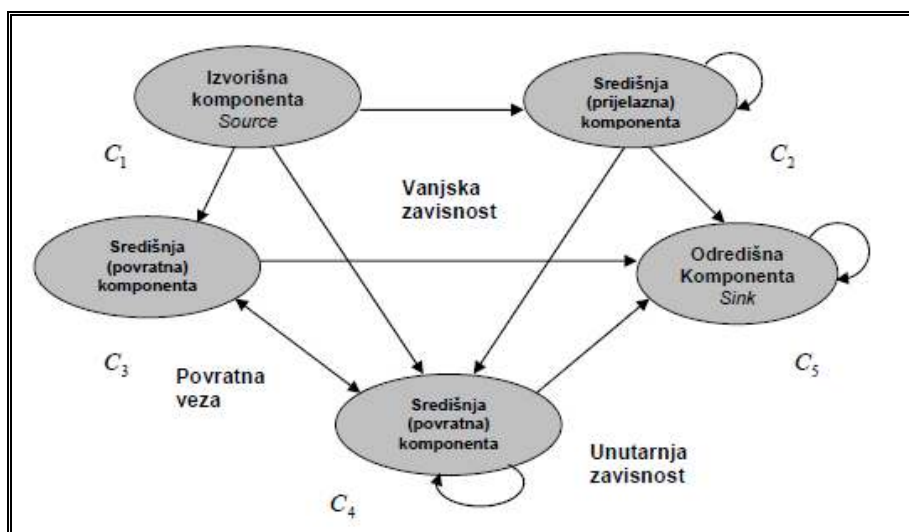 Izvorišna
komponenta
Source
C1
Središnja
(prijelazna)
komponenta
C2
Vanjska
zavisnost
Središnja
(povratna)
komponenta
C3
Odredišna
Komponenta
Sink
C5
Povratna
veza
Središnja
(povratna)
komponenta
C4
Unutarnja
zavisnost